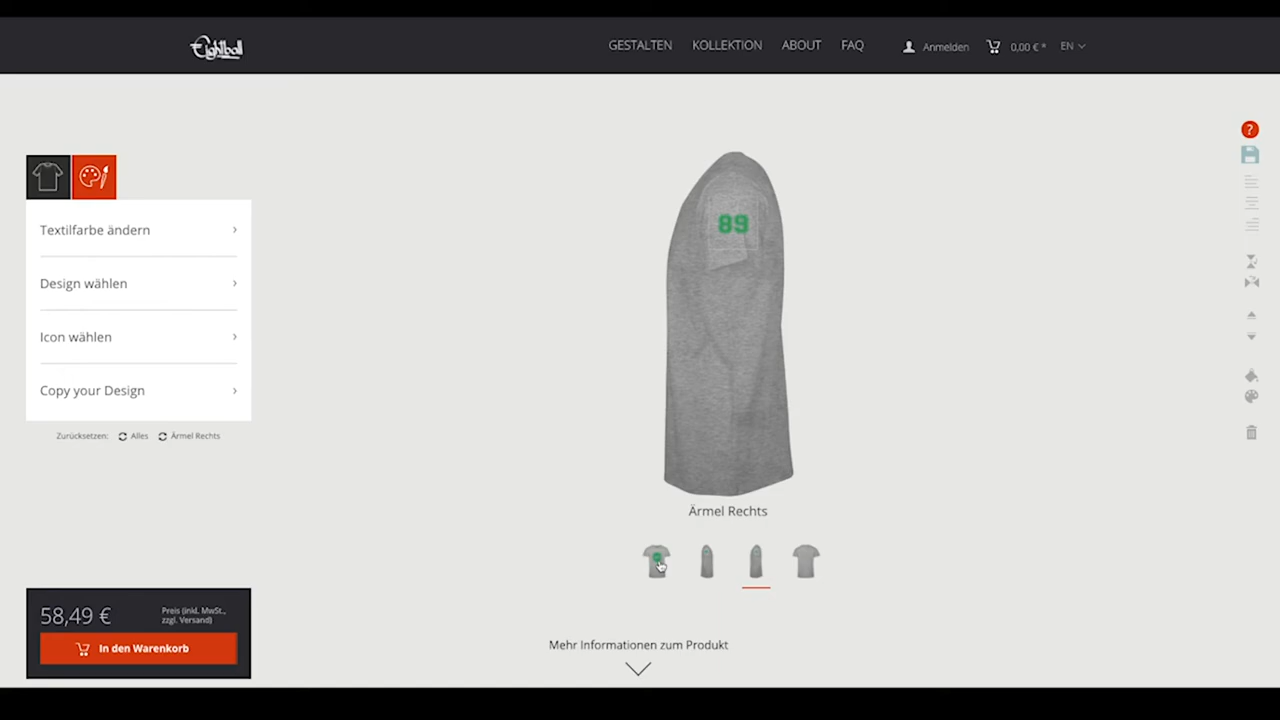 Eightball
GESTALTEN KOLLEKTION ABOUT FAQ Anmelden 0,00 € * EN
?
Textilfarbe ändern
Design wählen
Icon wählen
Copy your Design
Zurücksetzen: Alles Ärmel Rechts
89
Ärmel Rechts
58,49 €
Preis (inkl. MwSt.,
zzgl. Versand)
In den Warenkorb
Mehr Informationen zum Produkt